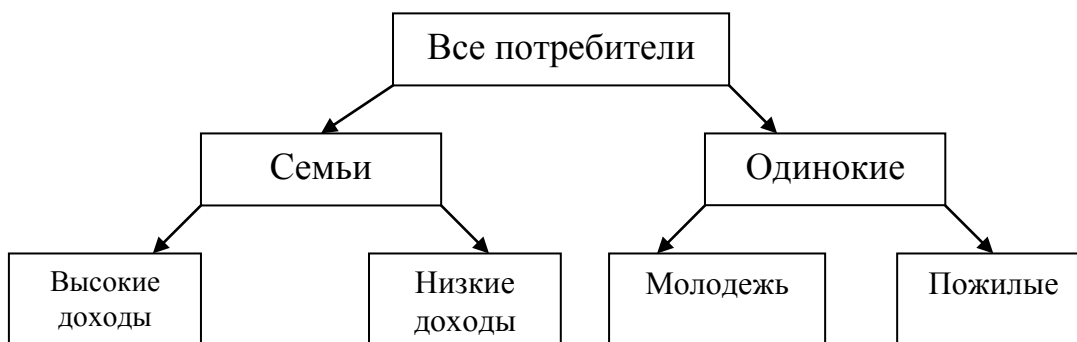 Все потребители
Семьи
Одинокие
Высокие
доходы
Низкие
доходы
Молодежь
Пожилые